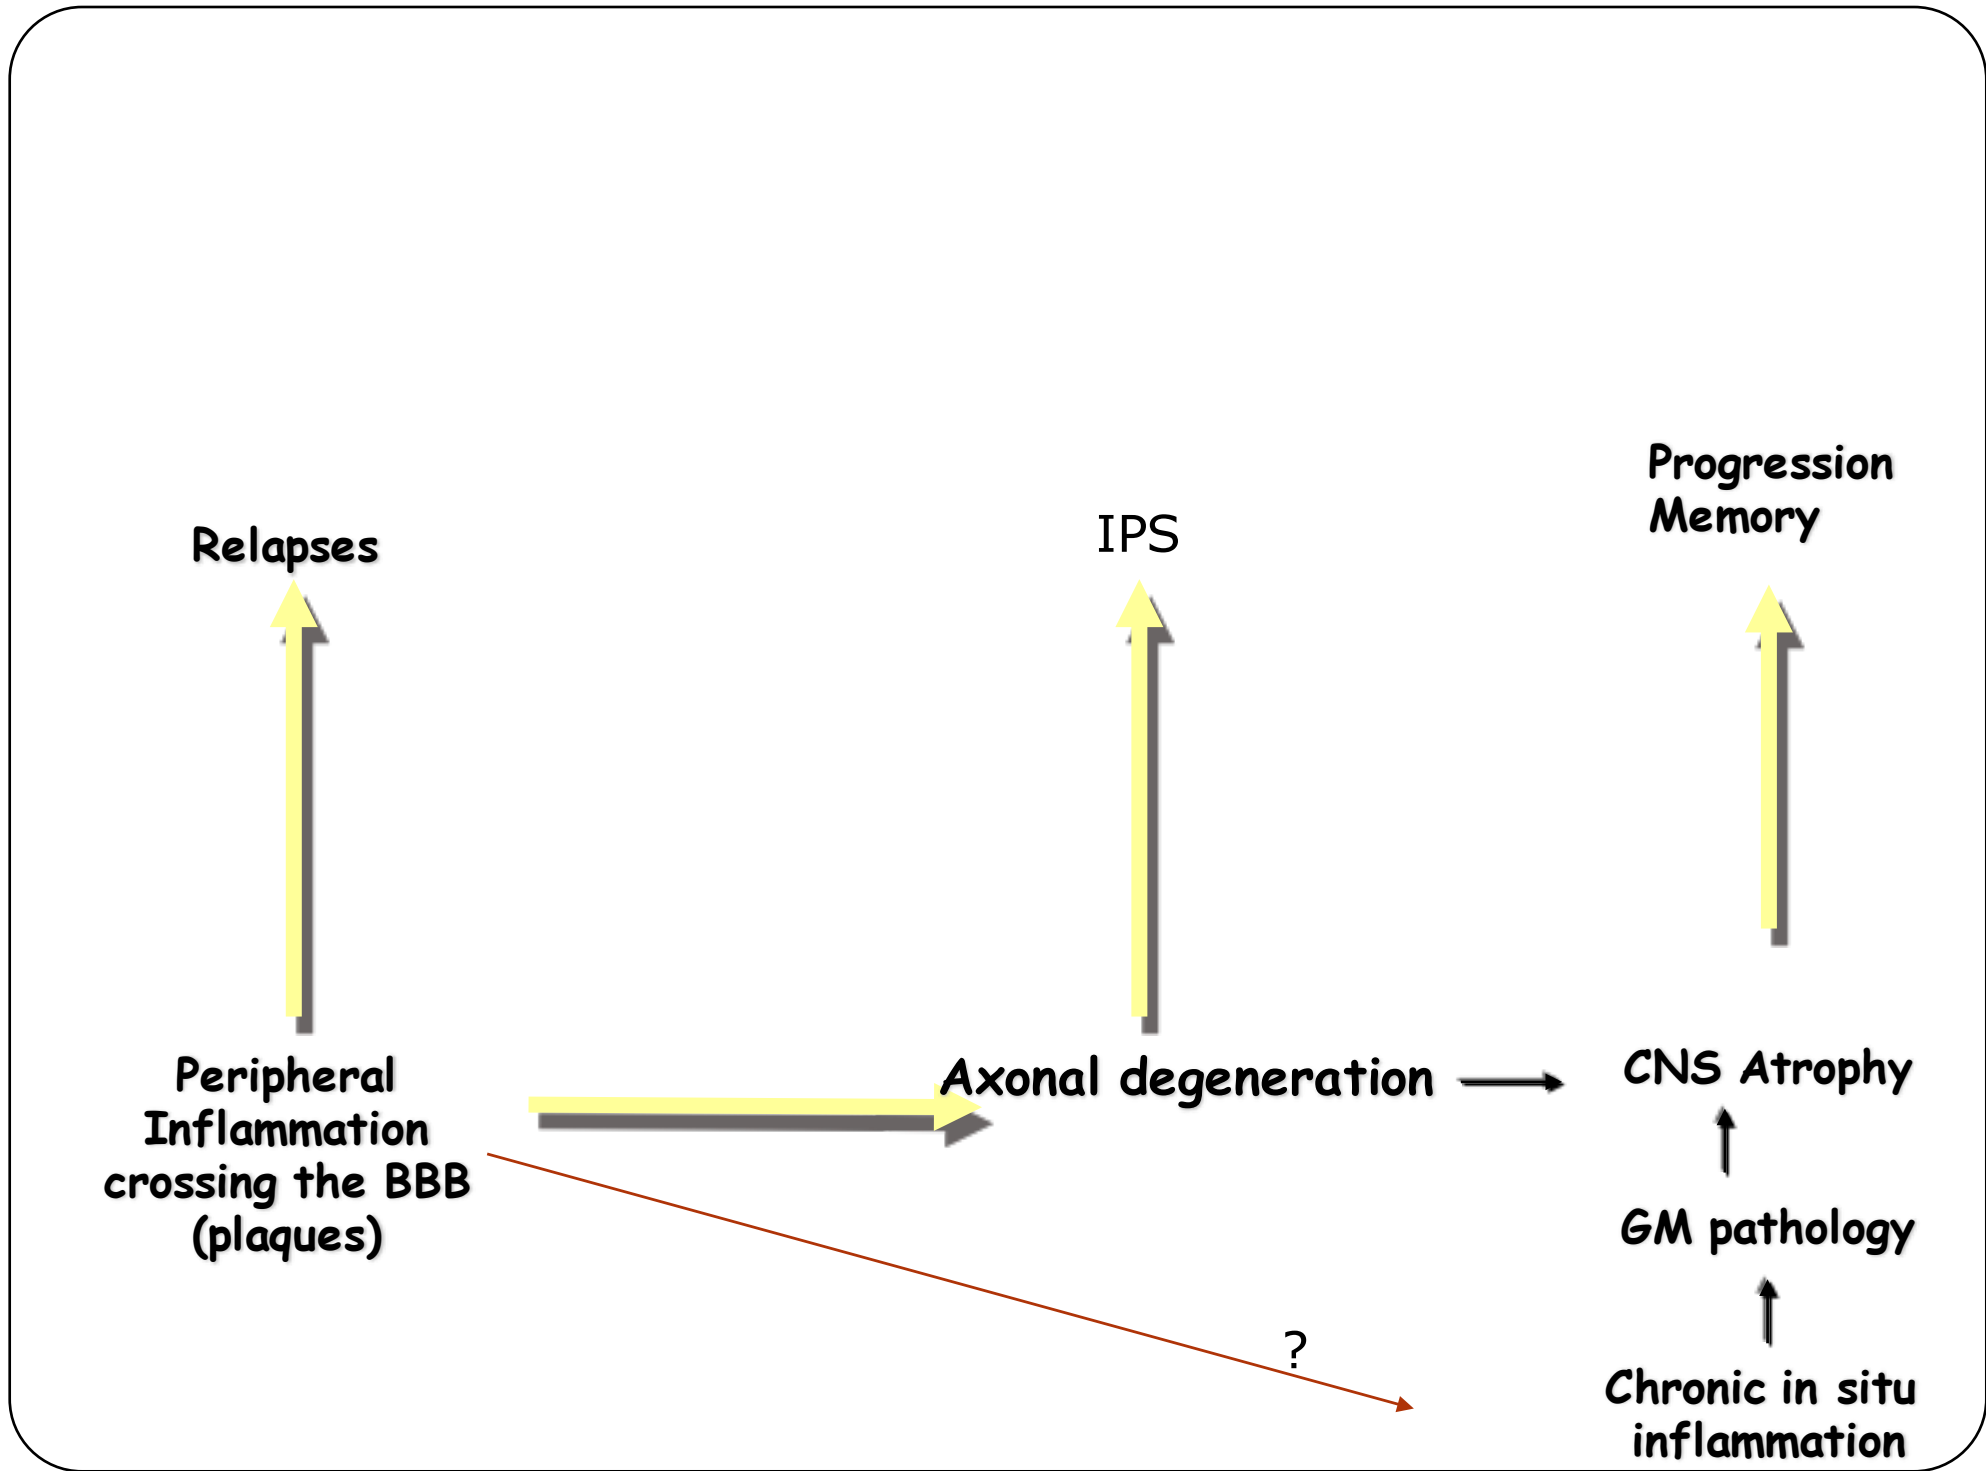 Progression
Memory
Relapses
IPS
Peripheral
Inflammation
crossing the BBB
(plaques)
Axonal degeneration
CNS Atrophy
GM pathology
?
Chronic in situ
inflammation